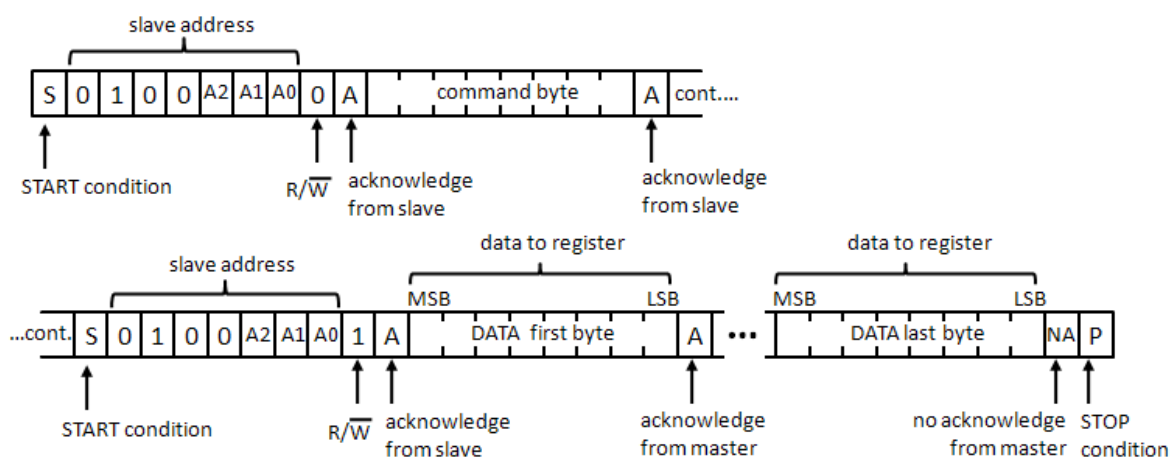 slave address
S 0 1 0 0 A2 A1 A0 0 A command byte A cont....
START condition
R/W̅
acknowledge
from slave
acknowledge
from slave
data to register
data to register
slave address
MSB LSB MSB LSB
...cont. S 0 1 0 0 A2 A1 A0 1 A DATA first byte A ••• DATA last byte NA P
START condition
R/W̅
acknowledge
from slave
acknowledge
from master
no acknowledge
from master
STOP
condition